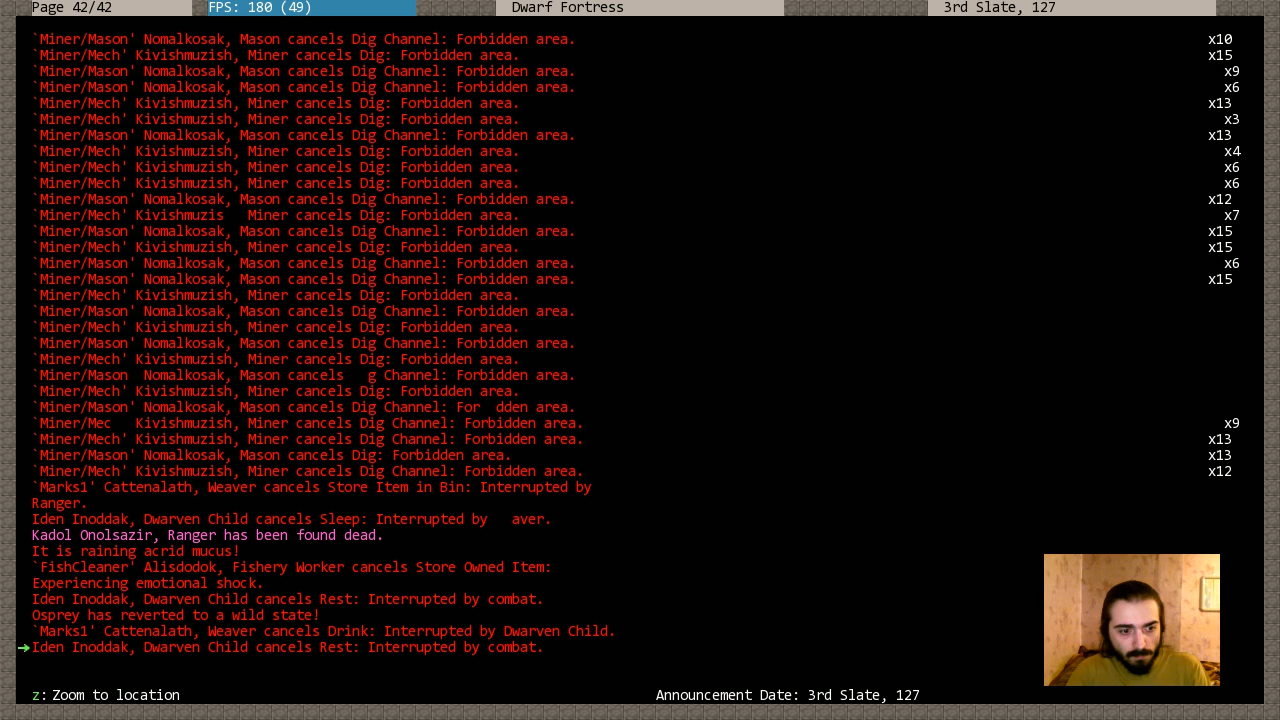 Page 42/42 FPS: 180 (49) Dwarf Fortress 3rd Slate, 127
`Miner/Mason' Nomalkosak, Mason cancels Dig Channel: Forbidden area. x10
`Miner/Mech' Kivishmuzish, Miner cancels Dig: Forbidden area. x15
`Miner/Mason' Nomalkosak, Mason cancels Dig Channel: Forbidden area. x9
`Miner/Mason' Nomalkosak, Mason cancels Dig Channel: Forbidden area. x6
`Miner/Mech' Kivishmuzish, Miner cancels Dig: Forbidden area. x13
`Miner/Mech' Kivishmuzish, Miner cancels Dig: Forbidden area. x3
`Miner/Mason' Nomalkosak, Mason cancels Dig Channel: Forbidden area. x13
`Miner/Mech' Kivishmuzish, Miner cancels Dig: Forbidden area. x4
`Miner/Mech' Kivishmuzish, Miner cancels Dig: Forbidden area. x6
`Miner/Mech' Kivishmuzish, Miner cancels Dig: Forbidden area. x6
`Miner/Mason' Nomalkosak, Mason cancels Dig Channel: Forbidden area. x12
`Miner/Mech' Kivishmuzis Miner cancels Dig: Forbidden area. x7
`Miner/Mason' Nomalkosak, Mason cancels Dig Channel: Forbidden area. x15
`Miner/Mech' Kivishmuzish, Miner cancels Dig: Forbidden area. x15
`Miner/Mason' Nomalkosak, Mason cancels Dig Channel: Forbidden area. x6
`Miner/Mason' Nomalkosak, Mason cancels Dig Channel: Forbidden area. x15
`Miner/Mech' Kivishmuzish, Miner cancels Dig: Forbidden area.
`Miner/Mason' Nomalkosak, Mason cancels Dig Channel: Forbidden area.
`Miner/Mech' Kivishmuzish, Miner cancels Dig: Forbidden area.
`Miner/Mason' Nomalkosak, Mason cancels Dig Channel: Forbidden area.
`Miner/Mech' Kivishmuzish, Miner cancels Dig: Forbidden area.
`Miner/Mason Nomalkosak, Mason cancels g Channel: Forbidden area.
`Miner/Mech' Kivishmuzish, Miner cancels Dig: Forbidden area.
`Miner/Mason' Nomalkosak, Mason cancels Dig Channel: For dden area.
`Miner/Mec Kivishmuzish, Miner cancels Dig Channel: Forbidden area. x9
`Miner/Mech' Kivishmuzish, Miner cancels Dig Channel: Forbidden area. x13
`Miner/Mason' Nomalkosak, Mason cancels Dig: Forbidden area. x13
`Miner/Mech' Kivishmuzish, Miner cancels Dig Channel: Forbidden area. x12
`Marks1' Cattenalath, Weaver cancels Store Item in Bin: Interrupted by
Ranger.
Iden Inoddak, Dwarven Child cancels Sleep: Interrupted by aver.
Kadol Onolsazir, Ranger has been found dead.
It is raining acrid mucus!
`FishCleaner' Alisdodok, Fishery Worker cancels Store Owned Item:
Experiencing emotional shock.
Iden Inoddak, Dwarven Child cancels Rest: Interrupted by combat.
Osprey has reverted to a wild state!
`Marks1' Cattenalath, Weaver cancels Drink: Interrupted by Dwarven Child.
Iden Inoddak, Dwarven Child cancels Rest: Interrupted by combat.
z: Zoom to location Announcement Date: 3rd Slate, 127